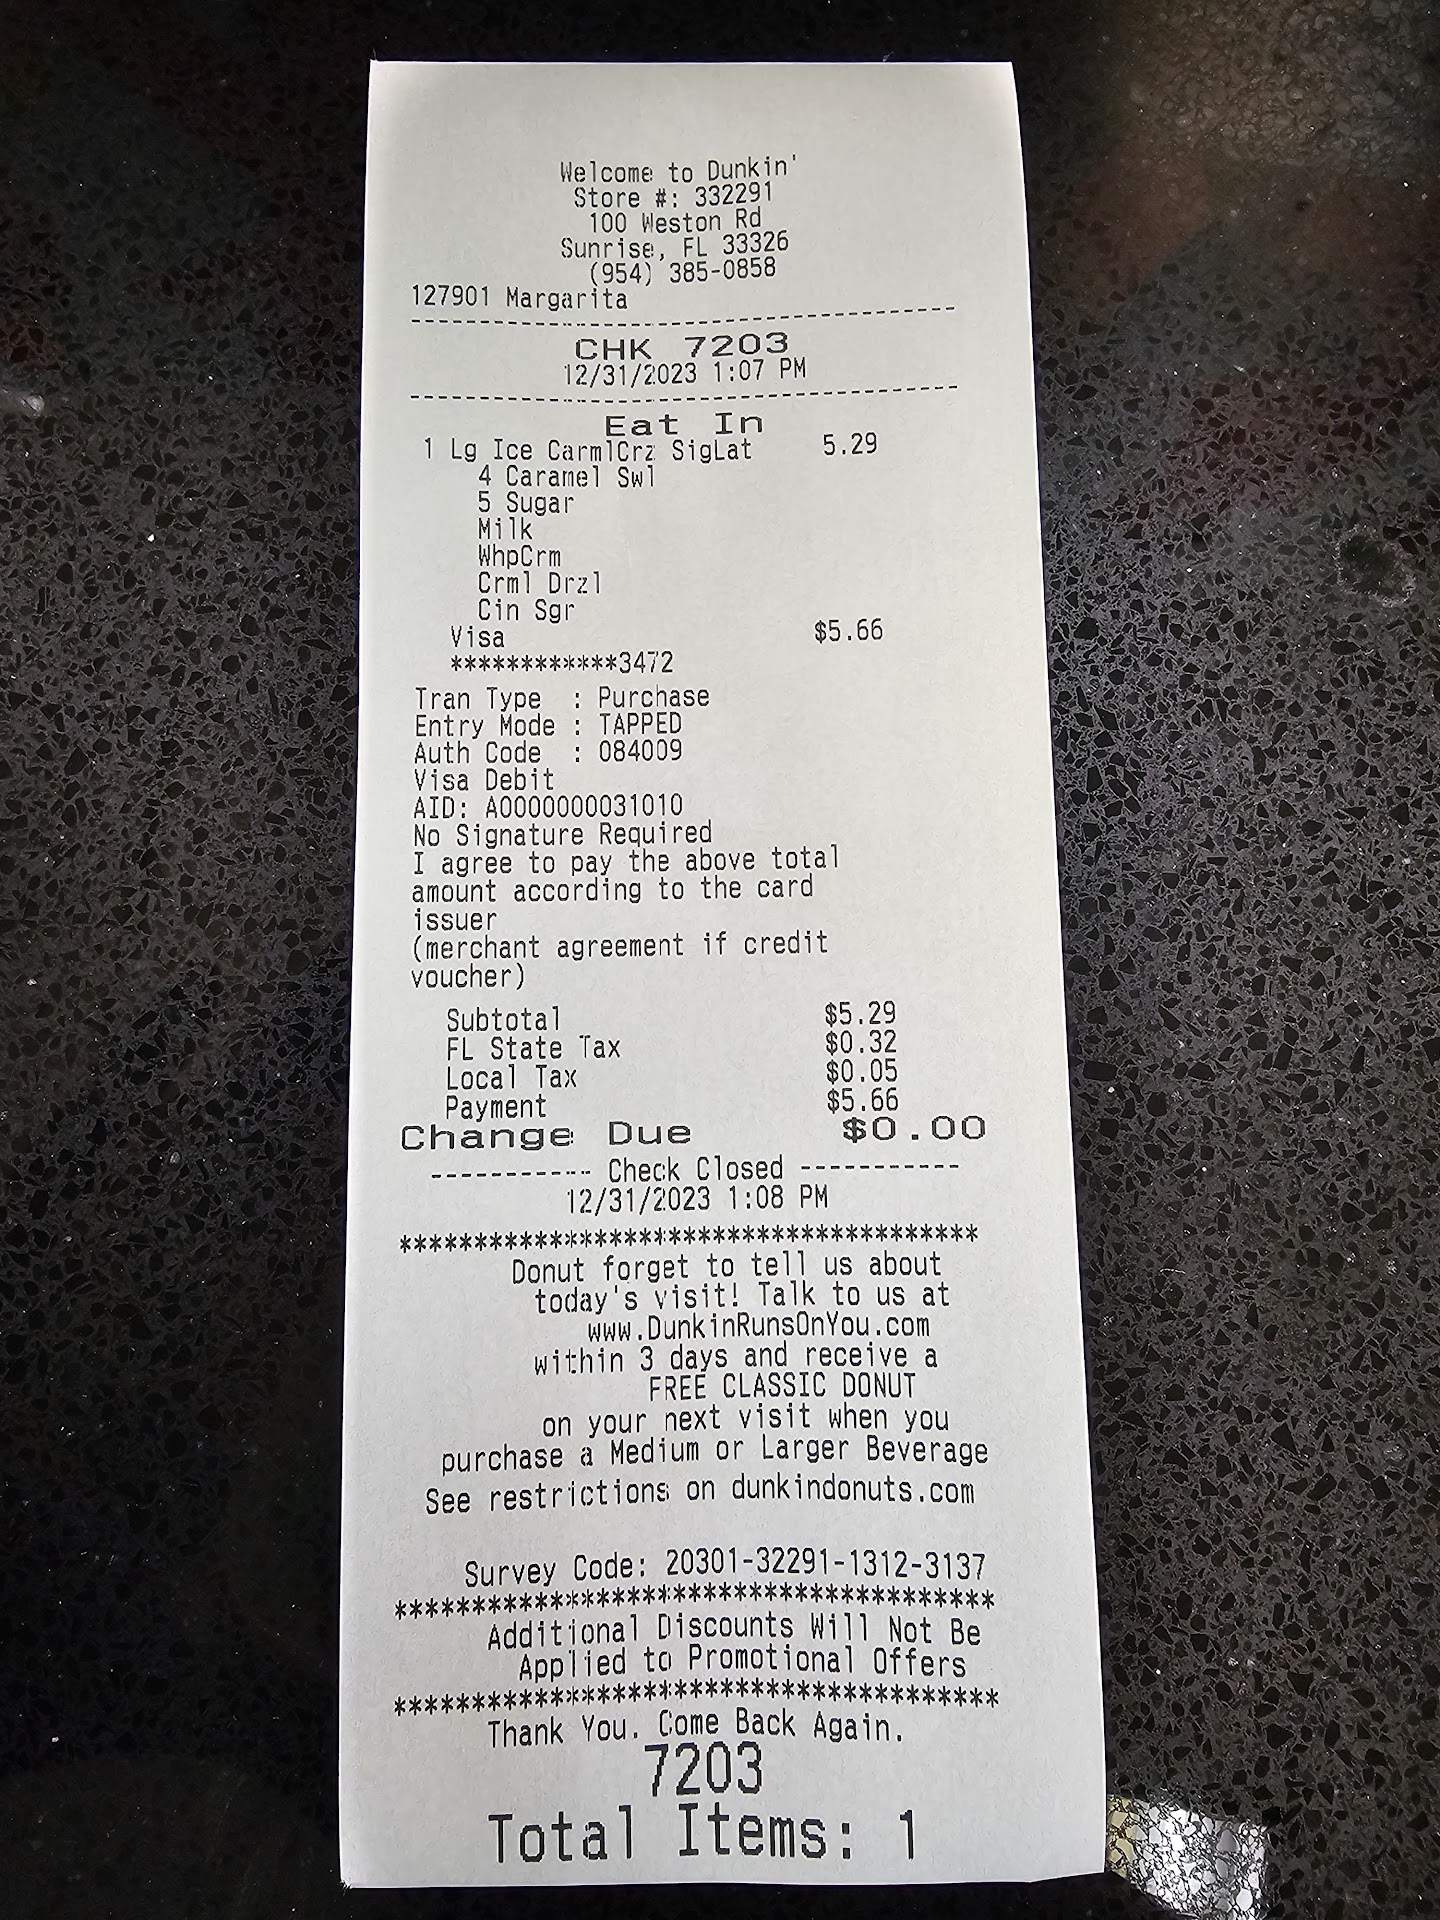 Welcome to Dunkin'
Store #: 332291
100 Weston Rd
Sunrise, FL 33326
(954) 385-0858
127901 Margarita
----------------------------------------
CHK 7203
12/31/2023 1:07 PM
----------------------------------------
Eat In
1 Lg Ice CarmlCrz SigLat 5.29
4 Caramel Swl
5 Sugar
Milk
WhpCrm
Crml Drzl
Cin Sgr
Visa $5.66
************3472
Tran Type : Purchase
Entry Mode : TAPPED
Auth Code : 084009
Visa Debit
AID: A0000000031010
No Signature Required
I agree to pay the above total
amount according to the card
issuer
(merchant agreement if credit
voucher)
Subtotal $5.29
FL State Tax $0.32
Local Tax $0.05
Payment $5.66
Change Due $0.00
----------- Check Closed -----------
12/31/2023 1:08 PM
****************************************
Donut forget to tell us about
today's visit! Talk to us at
www.DunkinRunsOnYou.com
within 3 days and receive a
FREE CLASSIC DONUT
on your next visit when you
purchase a Medium or Larger Beverage
See restrictions on dunkindonuts.com
Survey Code: 20301-32291-1312-3137
****************************************
Additional Discounts Will Not Be
Applied to Promotional Offers
****************************************
Thank You. Come Back Again.
7203
Total Items: 1